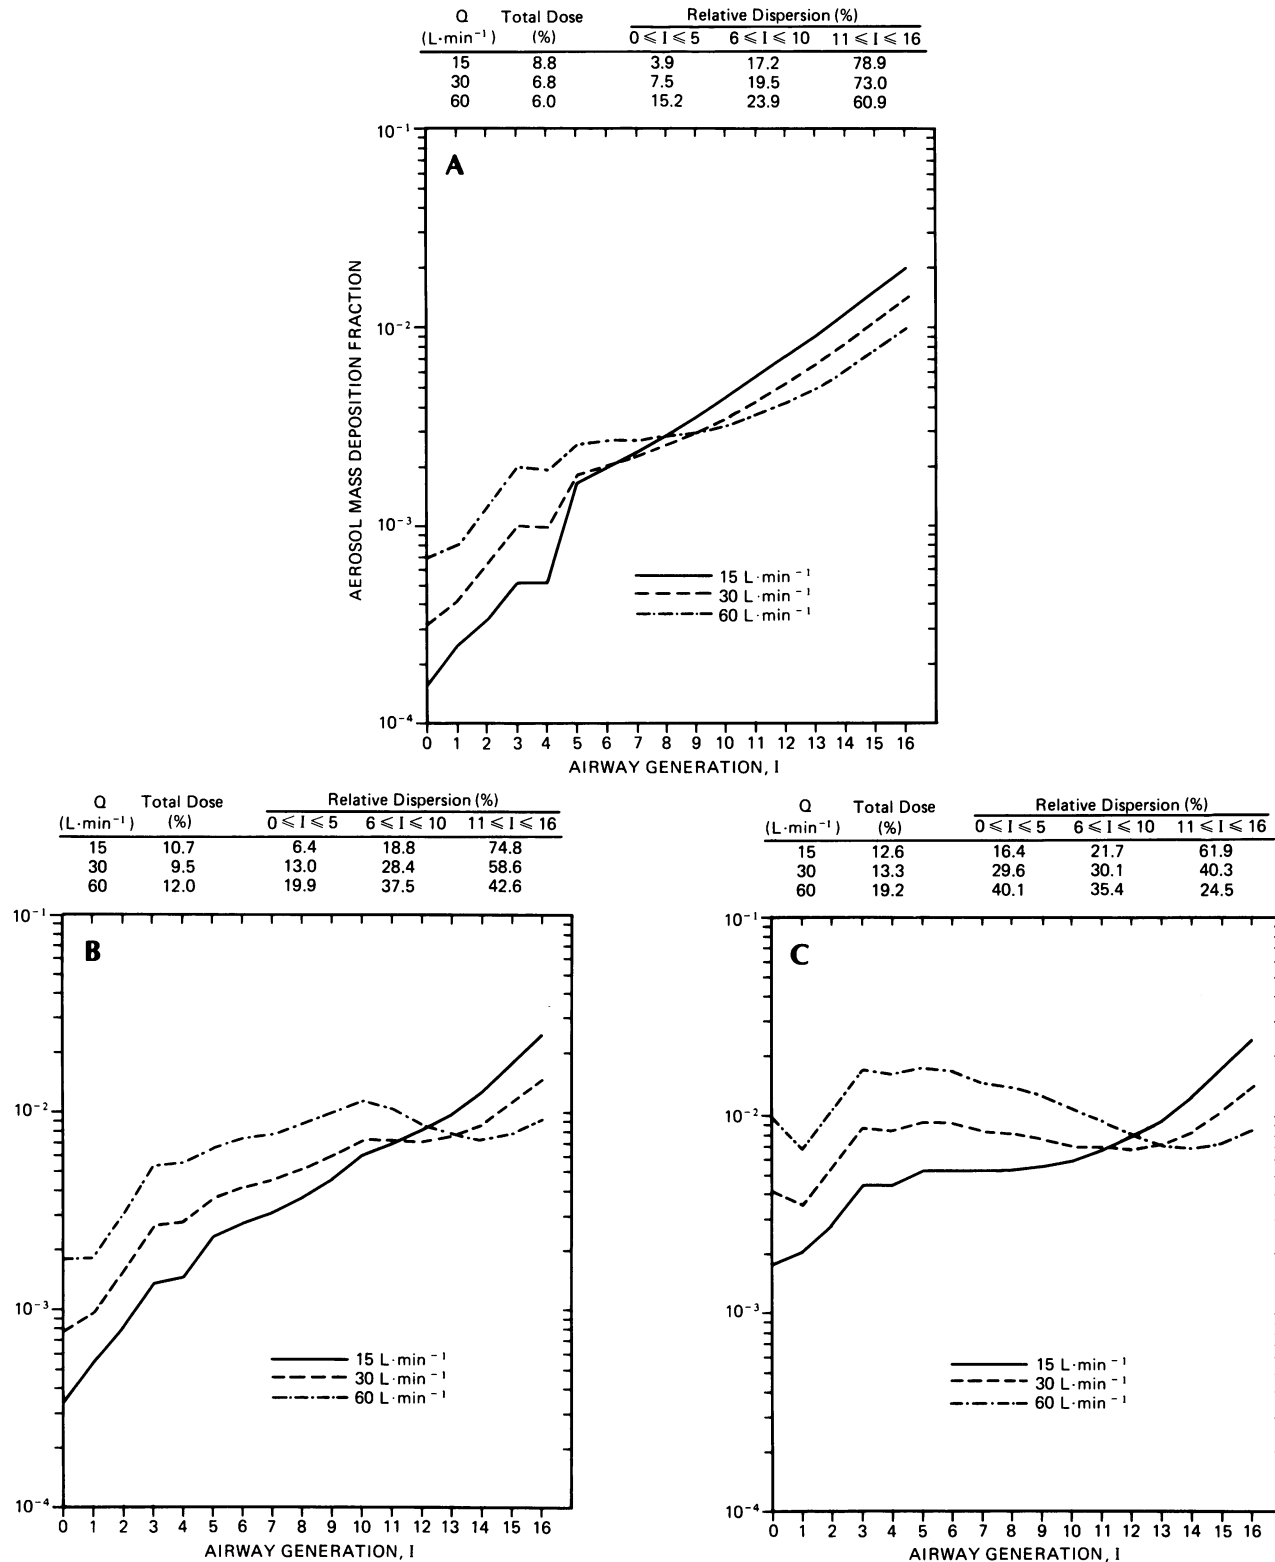 Q Total Dose Relative Dispersion (%)
(L·min⁻¹) (%) 0 ⩽ I ⩽ 5 6 ⩽ I ⩽ 10 11 ⩽ I ⩽ 16
15 8.8 3.9 17.2 78.9
30 6.8 7.5 19.5 73.0
60 6.0 15.2 23.9 60.9
10⁻¹
A
10⁻²
10⁻³
10⁻⁴
AEROSOL MASS DEPOSITION FRACTION
15 L·min⁻¹
30 L·min⁻¹
60 L·min⁻¹
0 1 2 3 4 5 6 7 8 9 10 11 12 13 14 15 16
AIRWAY GENERATION, I
Q Total Dose Relative Dispersion (%)
(L·min⁻¹) (%) 0 ⩽ I ⩽ 5 6 ⩽ I ⩽ 10 11 ⩽ I ⩽ 16
15 10.7 6.4 18.8 74.8
30 9.5 13.0 28.4 58.6
60 12.0 19.9 37.5 42.6
10⁻¹
B
10⁻²
10⁻³
10⁻⁴
15 L·min⁻¹
30 L·min⁻¹
60 L·min⁻¹
0 1 2 3 4 5 6 7 8 9 10 11 12 13 14 15 16
AIRWAY GENERATION, I
Q Total Dose Relative Dispersion (%)
(L·min⁻¹) (%) 0 ⩽ I ⩽ 5 6 ⩽ I ⩽ 10 11 ⩽ I ⩽ 16
15 12.6 16.4 21.7 61.9
30 13.3 29.6 30.1 40.3
60 19.2 40.1 35.4 24.5
10⁻¹
C
10⁻²
10⁻³
10⁻⁴
15 L·min⁻¹
30 L·min⁻¹
60 L·min⁻¹
0 1 2 3 4 5 6 7 8 9 10 11 12 13 14 15 16
AIRWAY GENERATION, I